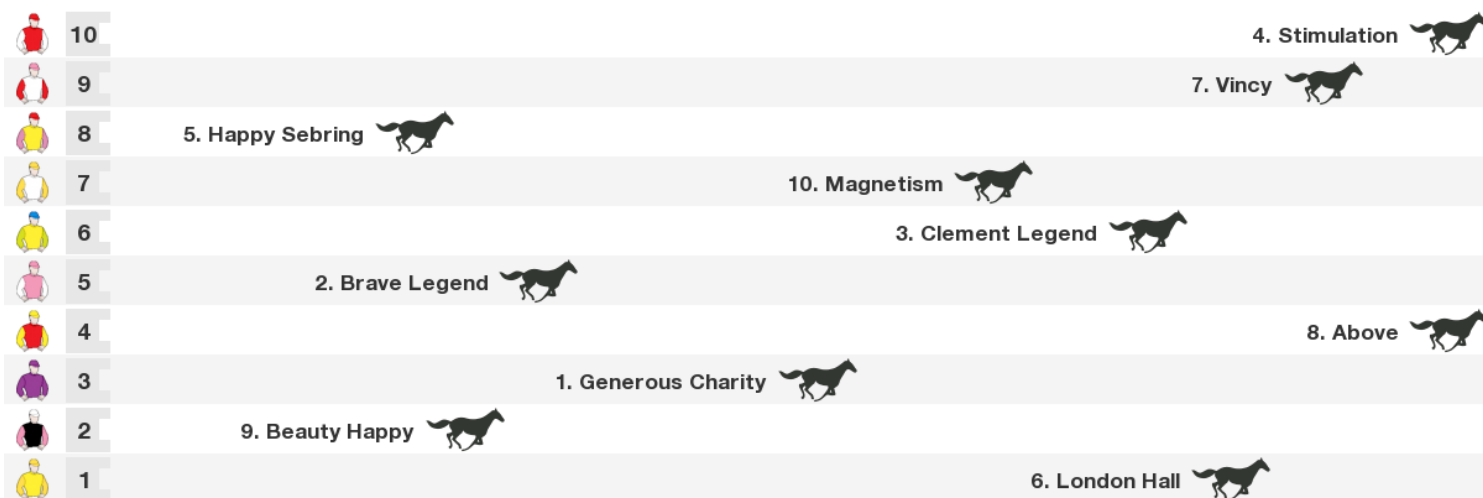 10 4. Stimulation
9 7. Vincy
8 5. Happy Sebring
7 10. Magnetism
6 3. Clement Legend
5 2. Brave Legend
4 8. Above
3 1. Generous Charity
2 9. Beauty Happy
1 6. London Hall